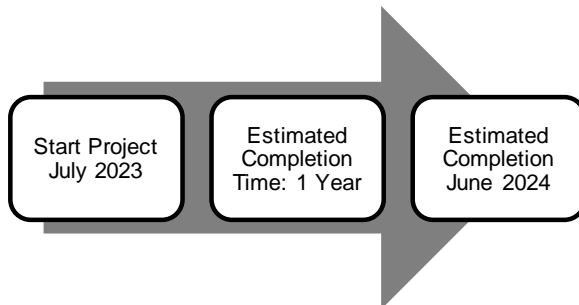 Start Project
July 2023
Estimated
Completion
Time: 1 Year
Estimated
Completion
June 2024